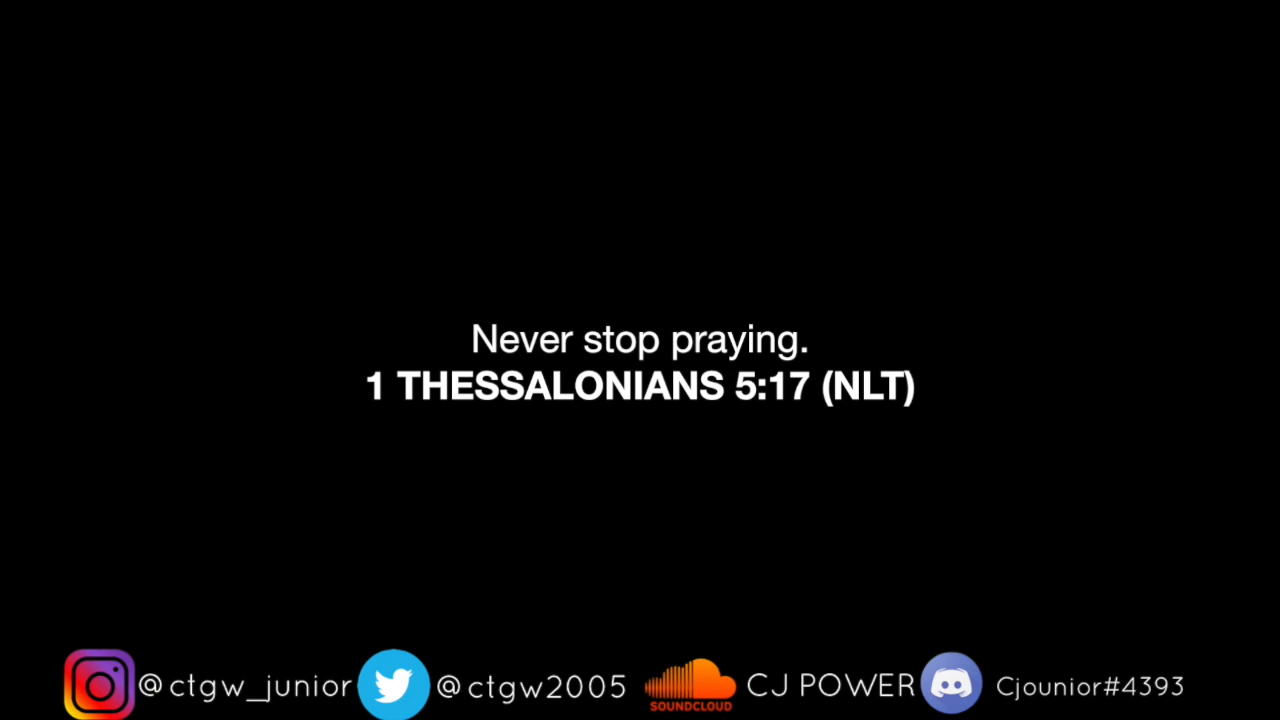 Never stop praying.
1 THESSALONIANS 5:17 (NLT)
@ctgw_junior @ctgw2005 SOUNDCLOUD CJ POWER Cjounior#4393